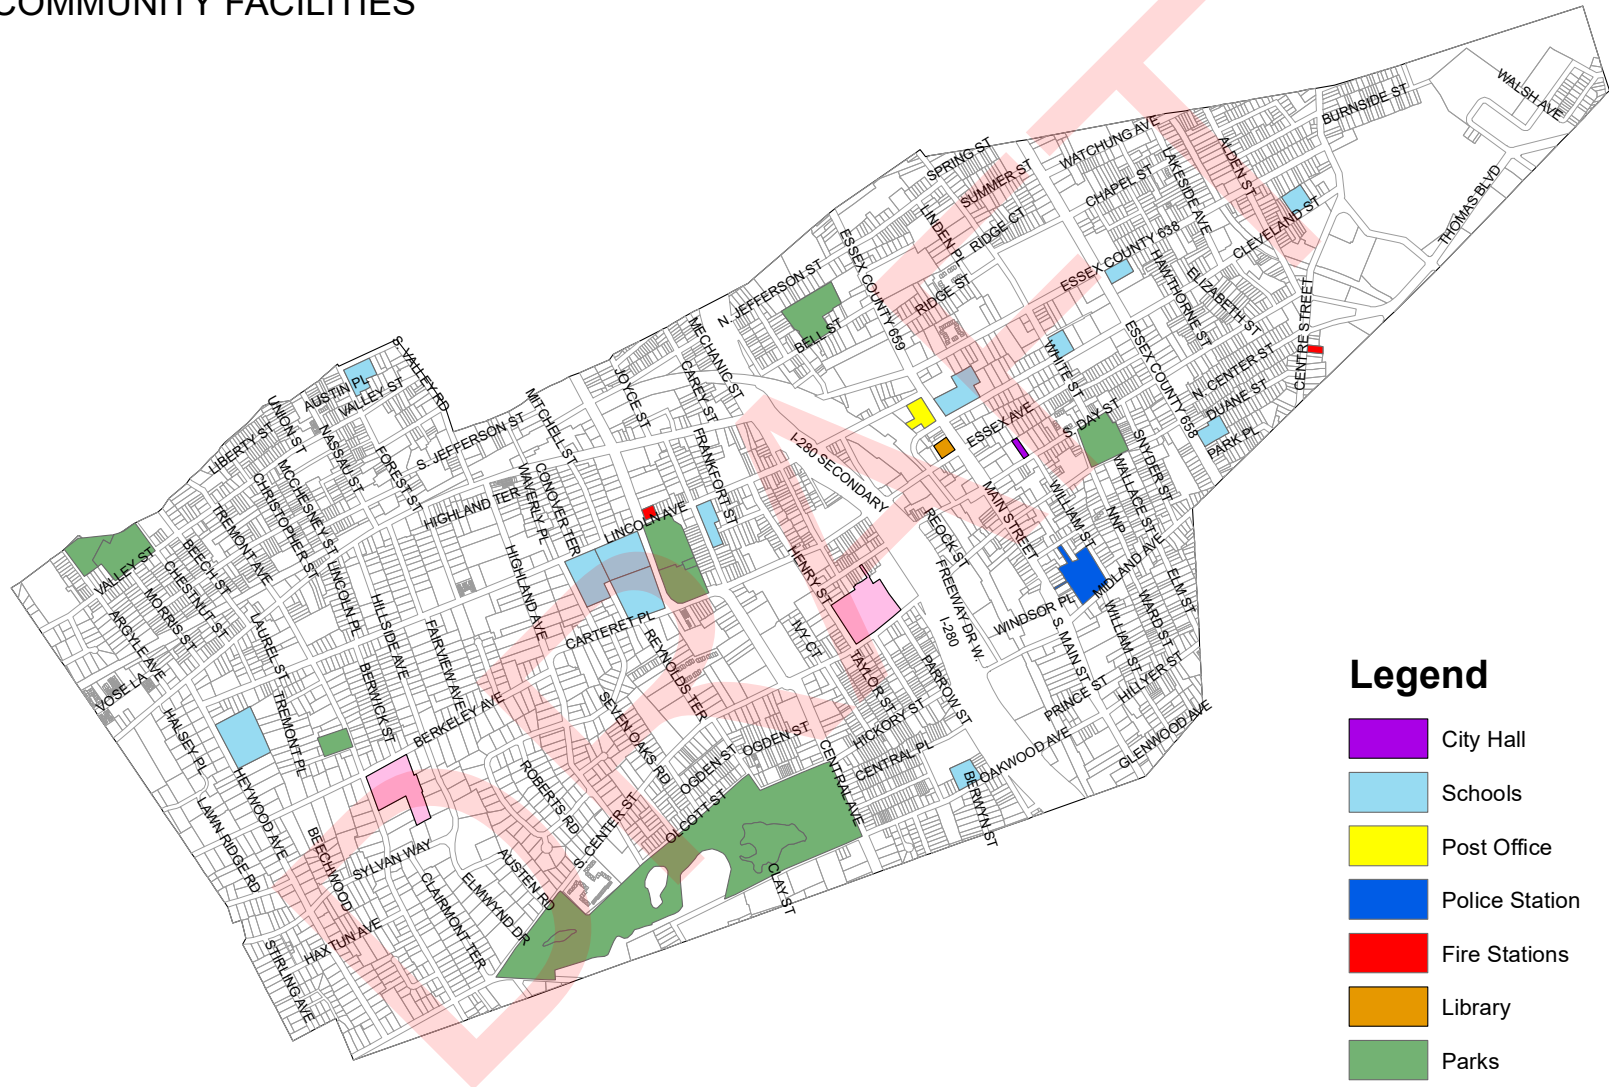 COMMUNITY FACILITIES
WALSH AVE
BURNSIDE ST
WATCHUNG AVE
ALDEN ST
SPRING ST
SUMMER ST
LAKESIDE AVE
CHAPEL ST
THOMAS BLVD
LINDEN PL
RIDGE CT
CLEVELAND ST
ESSEX COUNTY 638
ESSEX COUNTY 659
HAWTHORNE ST
ELIZABETH ST
N. JEFFERSON ST
RIDGE ST
BELL ST
CENTRE STREET
MECHANIC ST
WHITE ST
ESSEX COUNTY 658
N. CENTER ST
S. VALLEY RD
AUSTIN PL
VALLEY ST
JOYCE ST
CAREY ST
DUANE ST
UNION ST
MITCHELL ST
ESSEX AVE
S. DAY ST
PARK PL
LIBERTY ST
NASSAU ST
S. JEFFERSON ST
FRANKFORT ST
I-280 SECONDARY
SNYDER ST
WALLACE ST
FOREST ST
MCCHESNEY ST
CHRISTOPHER ST
HIGHLAND TER
WAVERLY PL
CONOVER TER
LINCOLN AVE
MAIN STREET
WILLIAM ST
NNP
TREMONT AVE
REOCK ST
MIDLAND AVE
VALLEY ST
BEECH ST
CHESTNUT ST
LINCOLN PL
HIGHLAND AVE
HENRY ST
FREEWAY DR W.
ELM ST
MORRIS ST
ARGYLE AVE
HILLSIDE AVE
CARTERET PL
IVY CT
I-280
WINDSOR PL
WARD ST
WILLIAM ST
LAUREL ST
FAIRVIEW AVE
REYNOLDS TER
S. MAIN ST
VOSE LA
BERWICK ST
TAYLOR ST
PARROW ST
HILLYER ST
PRINCE ST
HALSEY PL
TREMONT PL
BERKELEY AVE
SEVEN OAKS RD
OGDEN ST
OGDEN ST
HICKORY ST
CENTRAL PL
CENTRAL AVE
OAKWOOD AVE
GLENWOOD AVE
HEYWOOD AVE
ROBERTS RD
S. CENTER ST
OLCOTT ST
BERWYN ST
LAWN RIDGE RD
BEECHWOOD
SYLVAN WAY
AUSTEN RD
CLAIRMONT TER
ELMWYND DR
CLAY ST
HAXTUN AVE
STIRLING AVE
DRAFT
Legend
City Hall
Schools
Post Office
Police Station
Fire Stations
Library
Parks